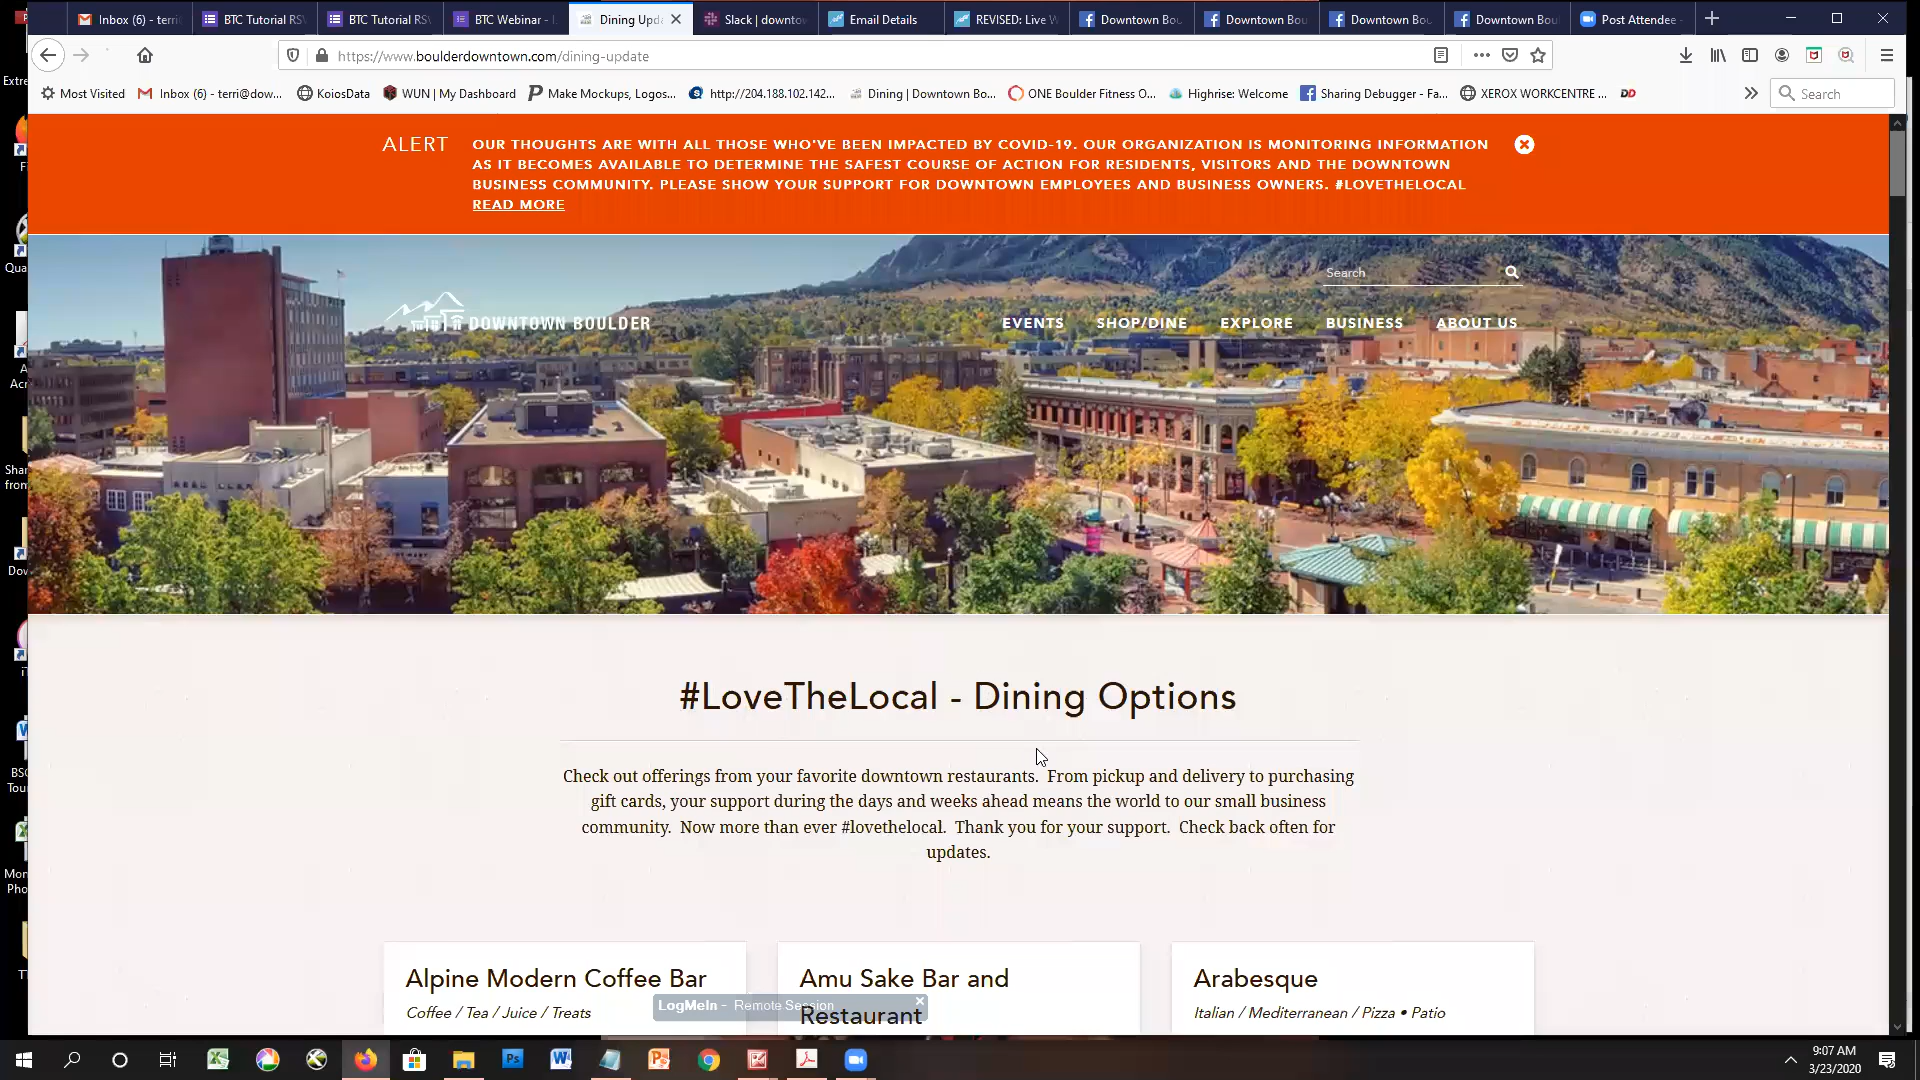 Inbox (6) - terri
BTC Tutorial RSV
BTC Tutorial RSV
BTC Webinar - L
Dining Upda
Slack | downtow
Email Details
REVISED: Live W
Downtown Bou
Downtown Bou
Downtown Bou
Downtown Bou
Post Attendee -
https://www.boulderdowntown.com/dining-update
Most Visited
Inbox (6) - terri@dow...
KoiosData
WUN | My Dashboard
Make Mockups, Logos...
http://204.188.102.142...
Dining | Downtown Bo...
ONE Boulder Fitness O...
Highrise: Welcome
Sharing Debugger - Fa...
XEROX WORKCENTRE ...
DD
Search
ALERT
OUR THOUGHTS ARE WITH ALL THOSE WHO'VE BEEN IMPACTED BY COVID-19. OUR ORGANIZATION IS MONITORING INFORMATION
AS IT BECOMES AVAILABLE TO DETERMINE THE SAFEST COURSE OF ACTION FOR RESIDENTS, VISITORS AND THE DOWNTOWN
BUSINESS COMMUNITY. PLEASE SHOW YOUR SUPPORT FOR DOWNTOWN EMPLOYEES AND BUSINESS OWNERS. #LOVETHELOCAL
READ MORE
Search
DOWNTOWN BOULDER
EVENTS SHOP/DINE EXPLORE BUSINESS ABOUT US
#LoveTheLocal - Dining Options
Check out offerings from your favorite downtown restaurants. From pickup and delivery to purchasing
gift cards, your support during the days and weeks ahead means the world to our small business
community. Now more than ever #lovethelocal. Thank you for your support. Check back often for
updates.
Alpine Modern Coffee Bar
Coffee / Tea / Juice / Treats
Amu Sake Bar and
Restaurant
Arabesque
Italian / Mediterranean / Pizza • Patio
LogMeIn - Remote Session
9:07 AM
3/23/2020